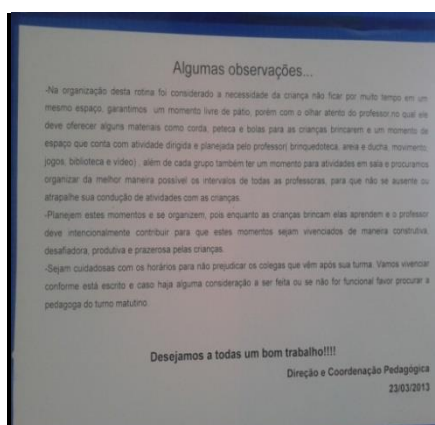 Algumas observações...
-Na organização desta rotina foi considerado a necessidade da criança não ficar por muito tempo em um
mesmo espaço, garantimos um momento livre de pátio, porém com o olhar atento do professor,no qual ele
deve oferecer alguns materiais como corda, peteca e bolas para as crianças brincarem e um momento de
espaço que conta com atividade dirigida e planejada pelo professor( brinquedoteca, areia e ducha, movimento,
jogos, biblioteca e vídeo) , além de cada grupo também ter um momento para atividades em sala e procuramos
organizar da melhor maneira possível os intervalos de todas as professoras, para que não se ausente ou
atrapalhe sua condução de atividades com as crianças.
-Planejem estes momentos e se organizem, pois enquanto as crianças brincam elas aprendem e o professor
deve intencionalmente contribuir para que estes momentos sejam vivenciados de maneira construtiva,
desafiadora, produtiva e prazerosa pelas crianças.
-Sejam cuidadosas com os horários para não prejudicar os colegas que vêm após sua turma. Vamos vivenciar
conforme está escrito e caso haja alguma consideração a ser feita ou se não for funcional favor procurar a
pedagoga do turno matutino.
Desejamos a todas um bom trabalho!!!!
Direção e Coordenação Pedagógica
23/03/2013